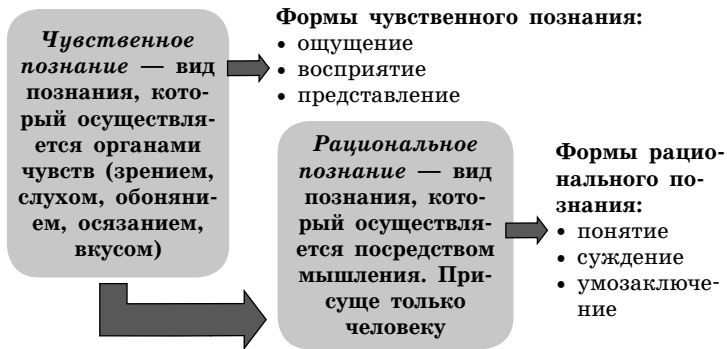 Чувственное
познание — вид
познания, кото-
рый осуществля-
ется органами
чувств (зрением,
слухом, обоняни-
ем, осязанием,
вкусом)
Формы чувственного познания:
• ощущение
• восприятие
• представление
Рациональное
познание — вид
познания, кото-
рый осуществля-
ется посредством
мышления. При-
суще только
человеку
Формы рацио-
нального по-
знания:
• понятие
• суждение
• умозаключе-
ние